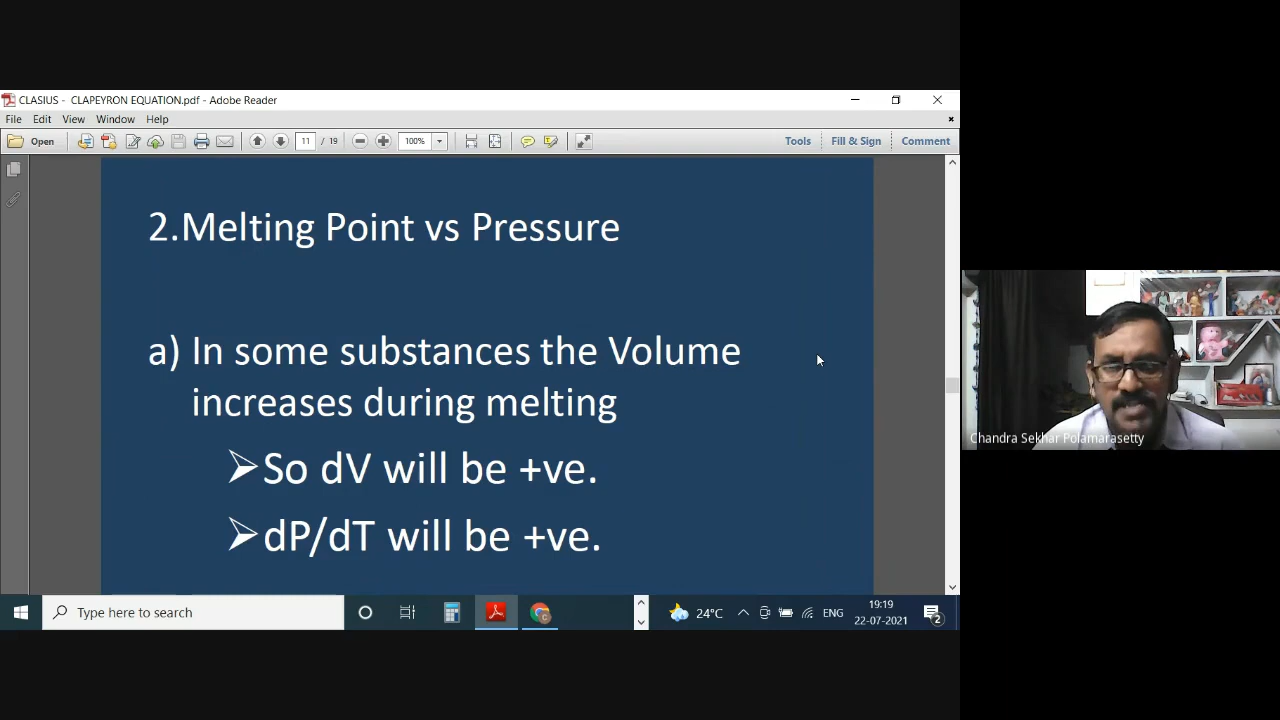 CLASIUS - CLAPEYRON EQUATION.pdf - Adobe Reader
File Edit View Window Help
Open 11 / 19 100% Tools Fill & Sign Comment
2.Melting Point vs Pressure
a) In some substances the Volume
increases during melting
➢So dV will be +ve.
➢dP/dT will be +ve.
Chandra Sekhar Polamarasetty
Type here to search
24°C
ENG
19:19
22-07-2021
2